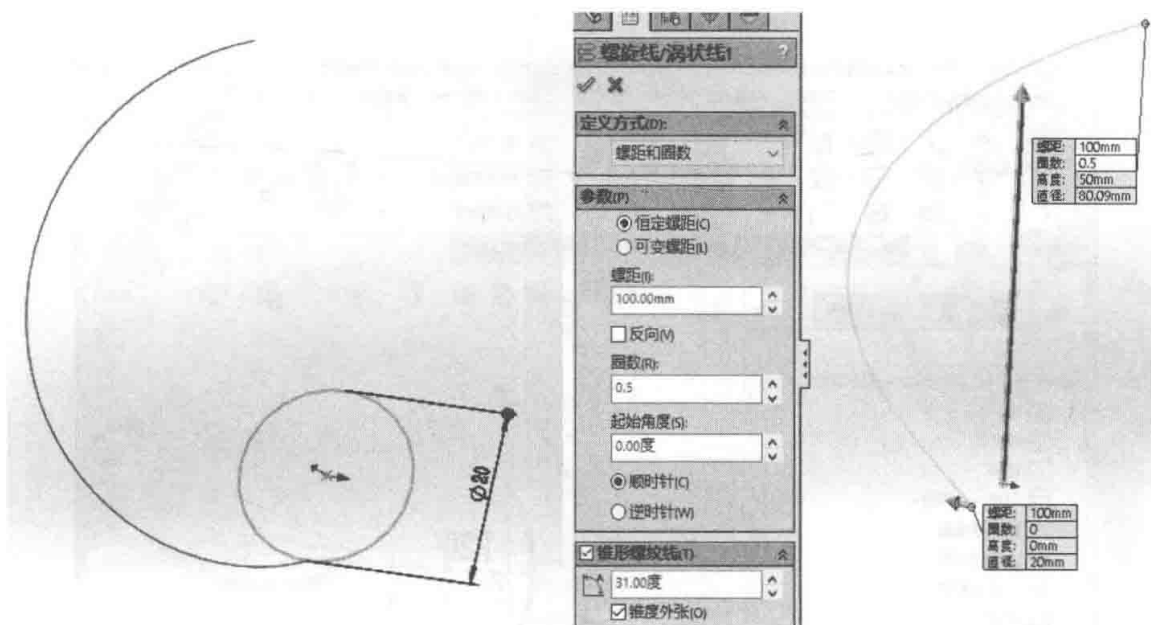 Ø20
螺旋线/涡状线1
?
定义方式(D):
螺距和圈数
参数(P)
恒定螺距(C)
可变螺距(L)
螺距(I):
100.00mm
反向(V)
圈数(R):
0.5
起始角度(S):
0.00度
顺时针(C)
逆时针(W)
锥形螺纹线(T)
31.00度
锥度外张(O)
螺距: 100mm
圈数: 0.5
高度: 50mm
直径: 80.09mm
螺距: 100mm
圈数: 0
高度: 0mm
直径: 20mm